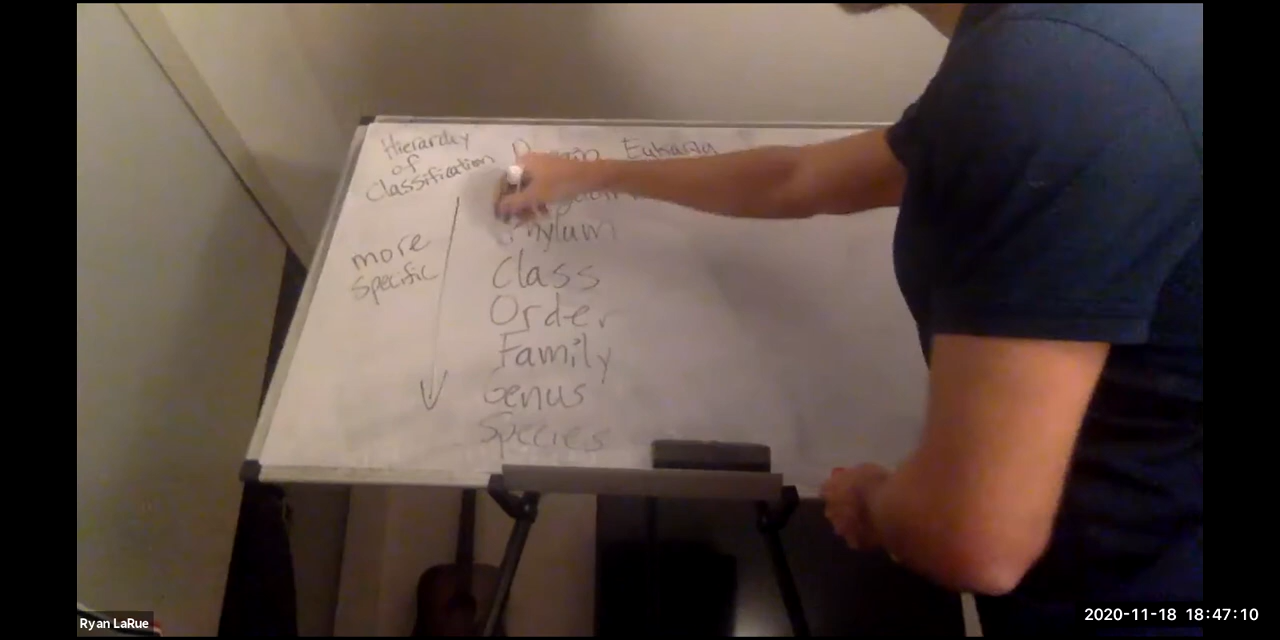 Hierarchy
of
Classification
Domain Eukarya
more
specific
Phylum
Class
Order
Family
Genus
Species
Ryan LaRue
2020-11-18 18:47:10